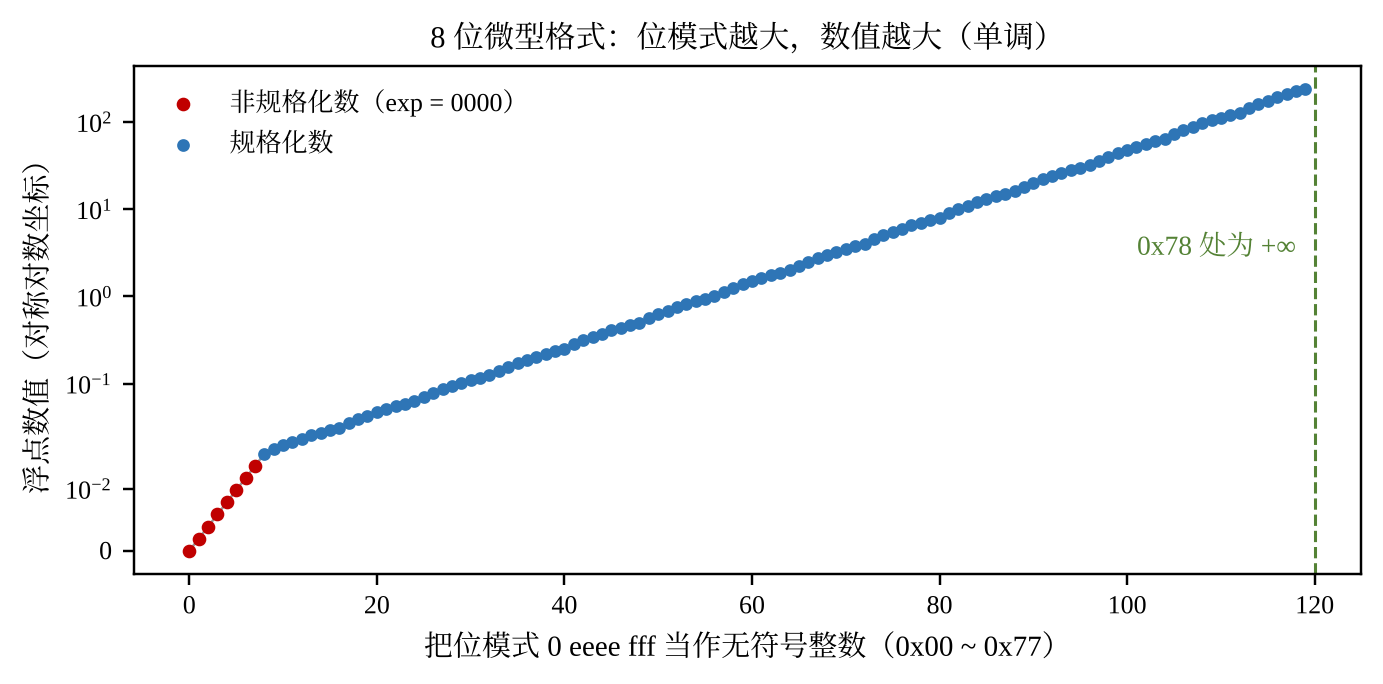 8 位微型格式：位模式越大，数值越大（单调）
非规格化数（exp = 0000）
规格化数
0x78 处为 +∞
浮点数值（对称对数坐标）
10²
10¹
10⁰
10⁻¹
10⁻²
0
0 20 40 60 80 100 120
把位模式 0 eeee fff 当作无符号整数（0x00 ~ 0x77）